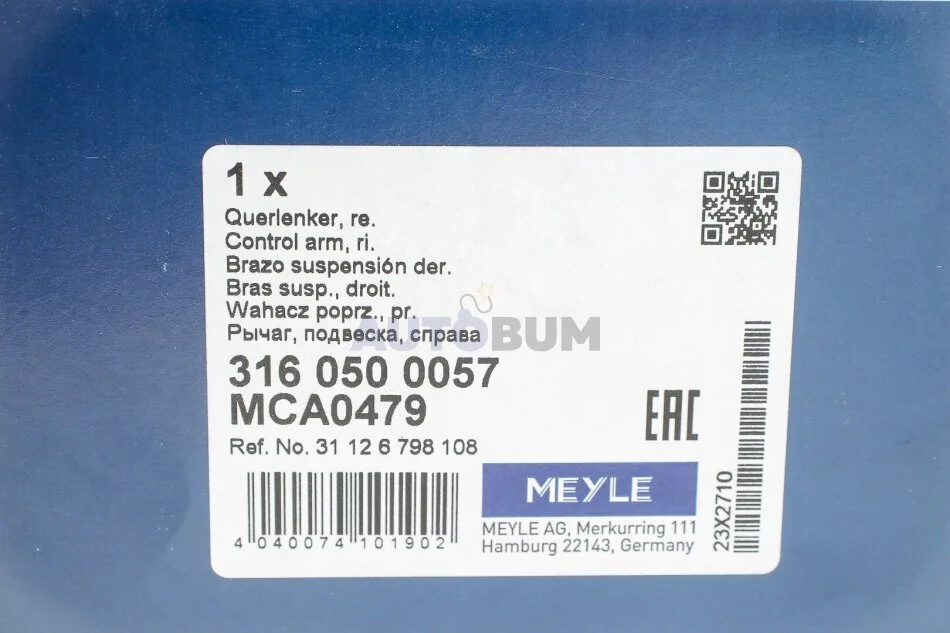 1 x
Querlenker, re.
Control arm, ri.
Brazo suspensión der.
Bras susp., droit.
Wahacz poprz., pr.
Рычаг, подвеска, справа
AUTOBUM
316 050 0057
MCA0479
Ref. No. 31 12 6 798 108
EAC
4 040074 101902
MEYLE
MEYLE AG, Merkurring 111
Hamburg 22143, Germany
23X2710